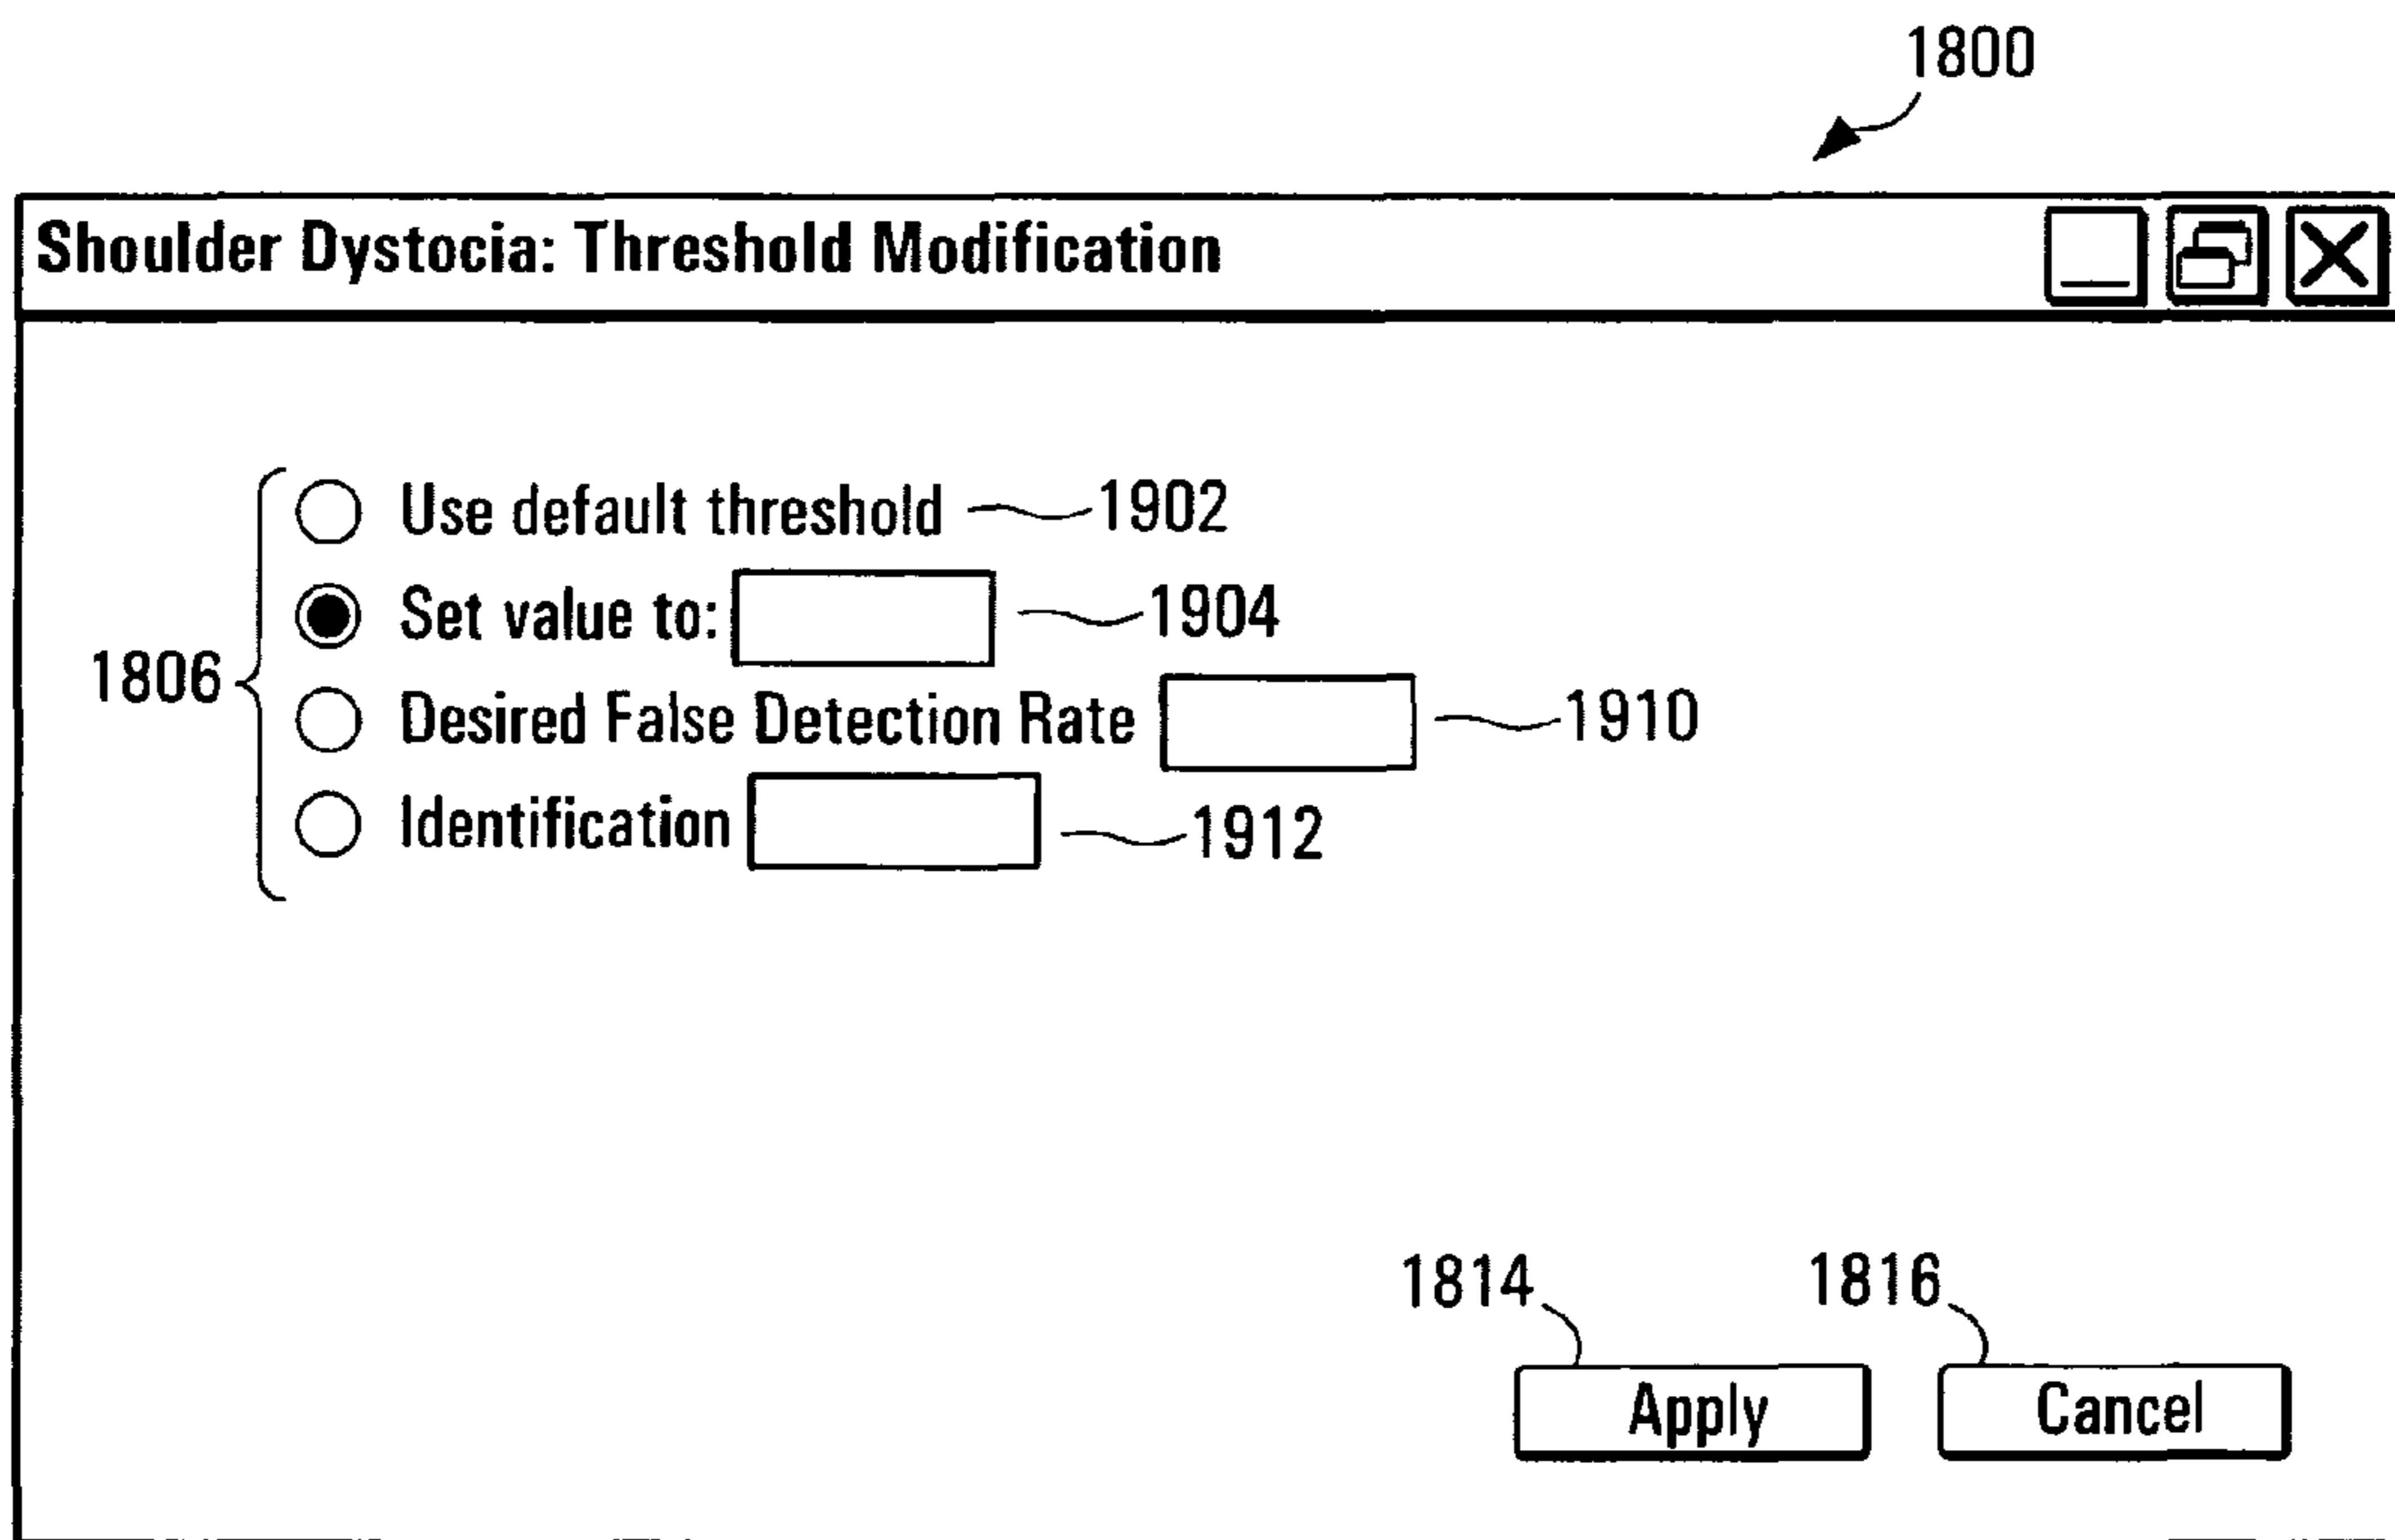 1800
Shoulder Dystocia: Threshold Modification
Use default threshold 1902
Set value to: 1904
1806
Desired False Detection Rate 1910
Identification 1912
1814 1816
Apply Cancel